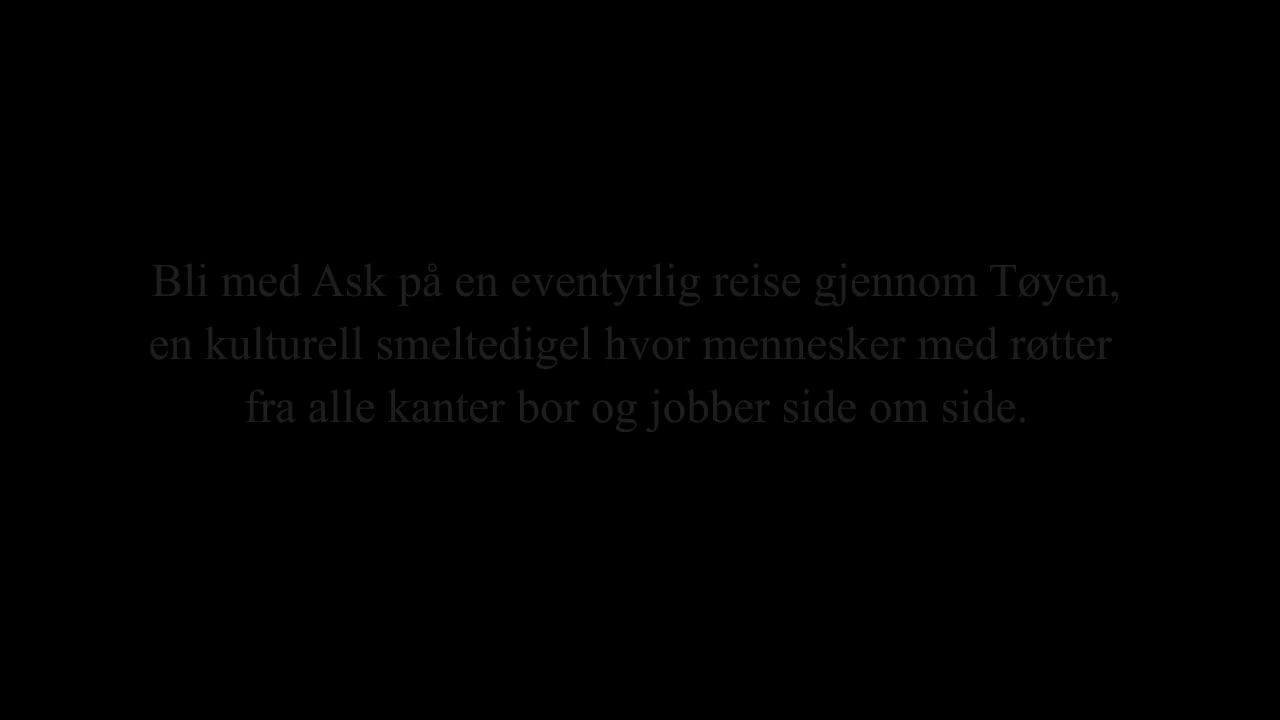 Bli med Ask på en eventyrlig reise gjennom Tøyen,
en kulturell smeltedigel hvor mennesker med røtter
fra alle kanter bor og jobber side om side.